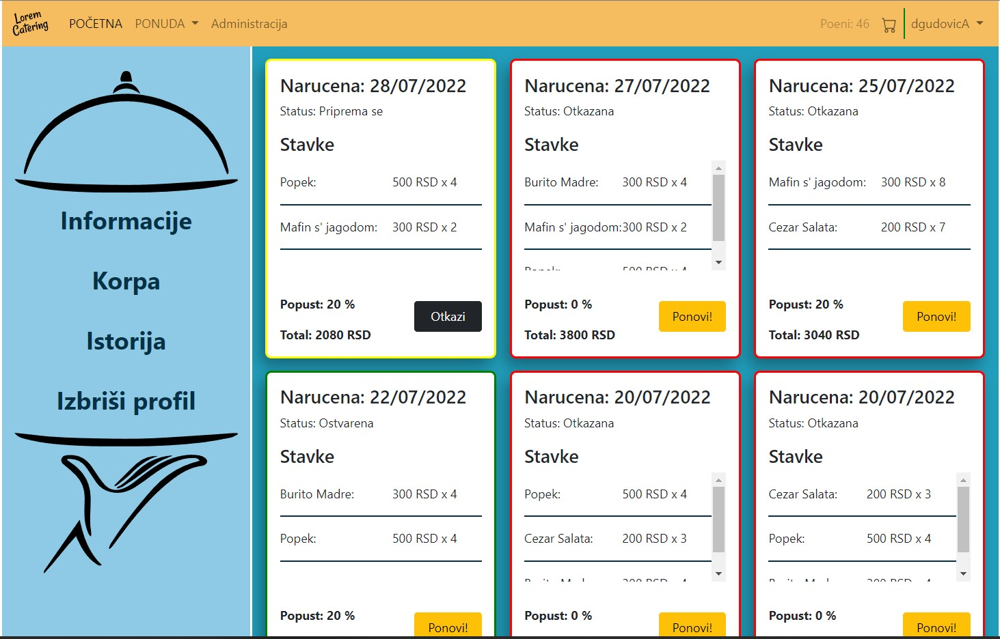 Lorem
Catering
POČETNA
PONUDA
Administracija
Poeni: 46
dgudovicA
Informacije
Korpa
Istorija
Izbriši profil
Narucena: 28/07/2022
Status: Priprema se
Stavke
Popek: 500 RSD x 4
Mafin s' jagodom: 300 RSD x 2
Popust: 20 %
Otkazi
Total: 2080 RSD
Narucena: 27/07/2022
Status: Otkazana
Stavke
Burito Madre: 300 RSD x 4
Mafin s' jagodom: 300 RSD x 2
Popek: 500 RSD x 4
Popust: 0 %
Ponovi!
Total: 3800 RSD
Narucena: 25/07/2022
Status: Otkazana
Stavke
Mafin s' jagodom: 300 RSD x 8
Cezar Salata: 200 RSD x 7
Popust: 20 %
Ponovi!
Total: 3040 RSD
Narucena: 22/07/2022
Status: Ostvarena
Stavke
Burito Madre: 300 RSD x 4
Popek: 500 RSD x 4
Popust: 20 %
Ponovi!
Narucena: 20/07/2022
Status: Otkazana
Stavke
Popek: 500 RSD x 4
Cezar Salata: 200 RSD x 3
Popust: 0 %
Ponovi!
Narucena: 20/07/2022
Status: Otkazana
Stavke
Cezar Salata: 200 RSD x 3
Popek: 500 RSD x 4
Popust: 0 %
Ponovi!